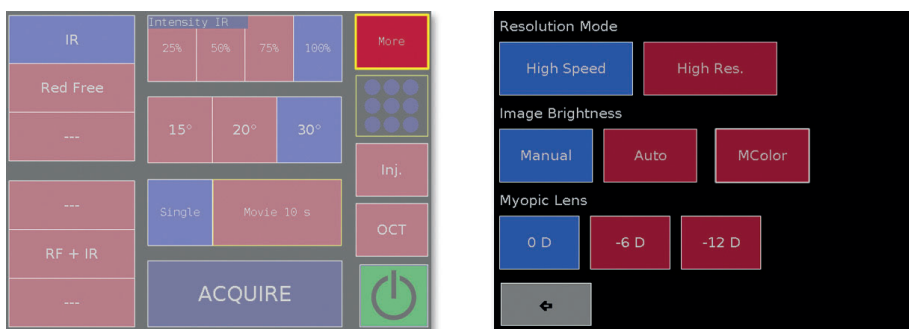 IR
Red Free
---
---
RF + IR
---
Intensity IR
25% 50% 75% 100%
15° 20° 30°
Single Movie 10 s
ACQUIRE
More
Inj.
OCT
Resolution Mode
High Speed High Res.
Image Brightness
Manual Auto MColor
Myopic Lens
0 D -6 D -12 D